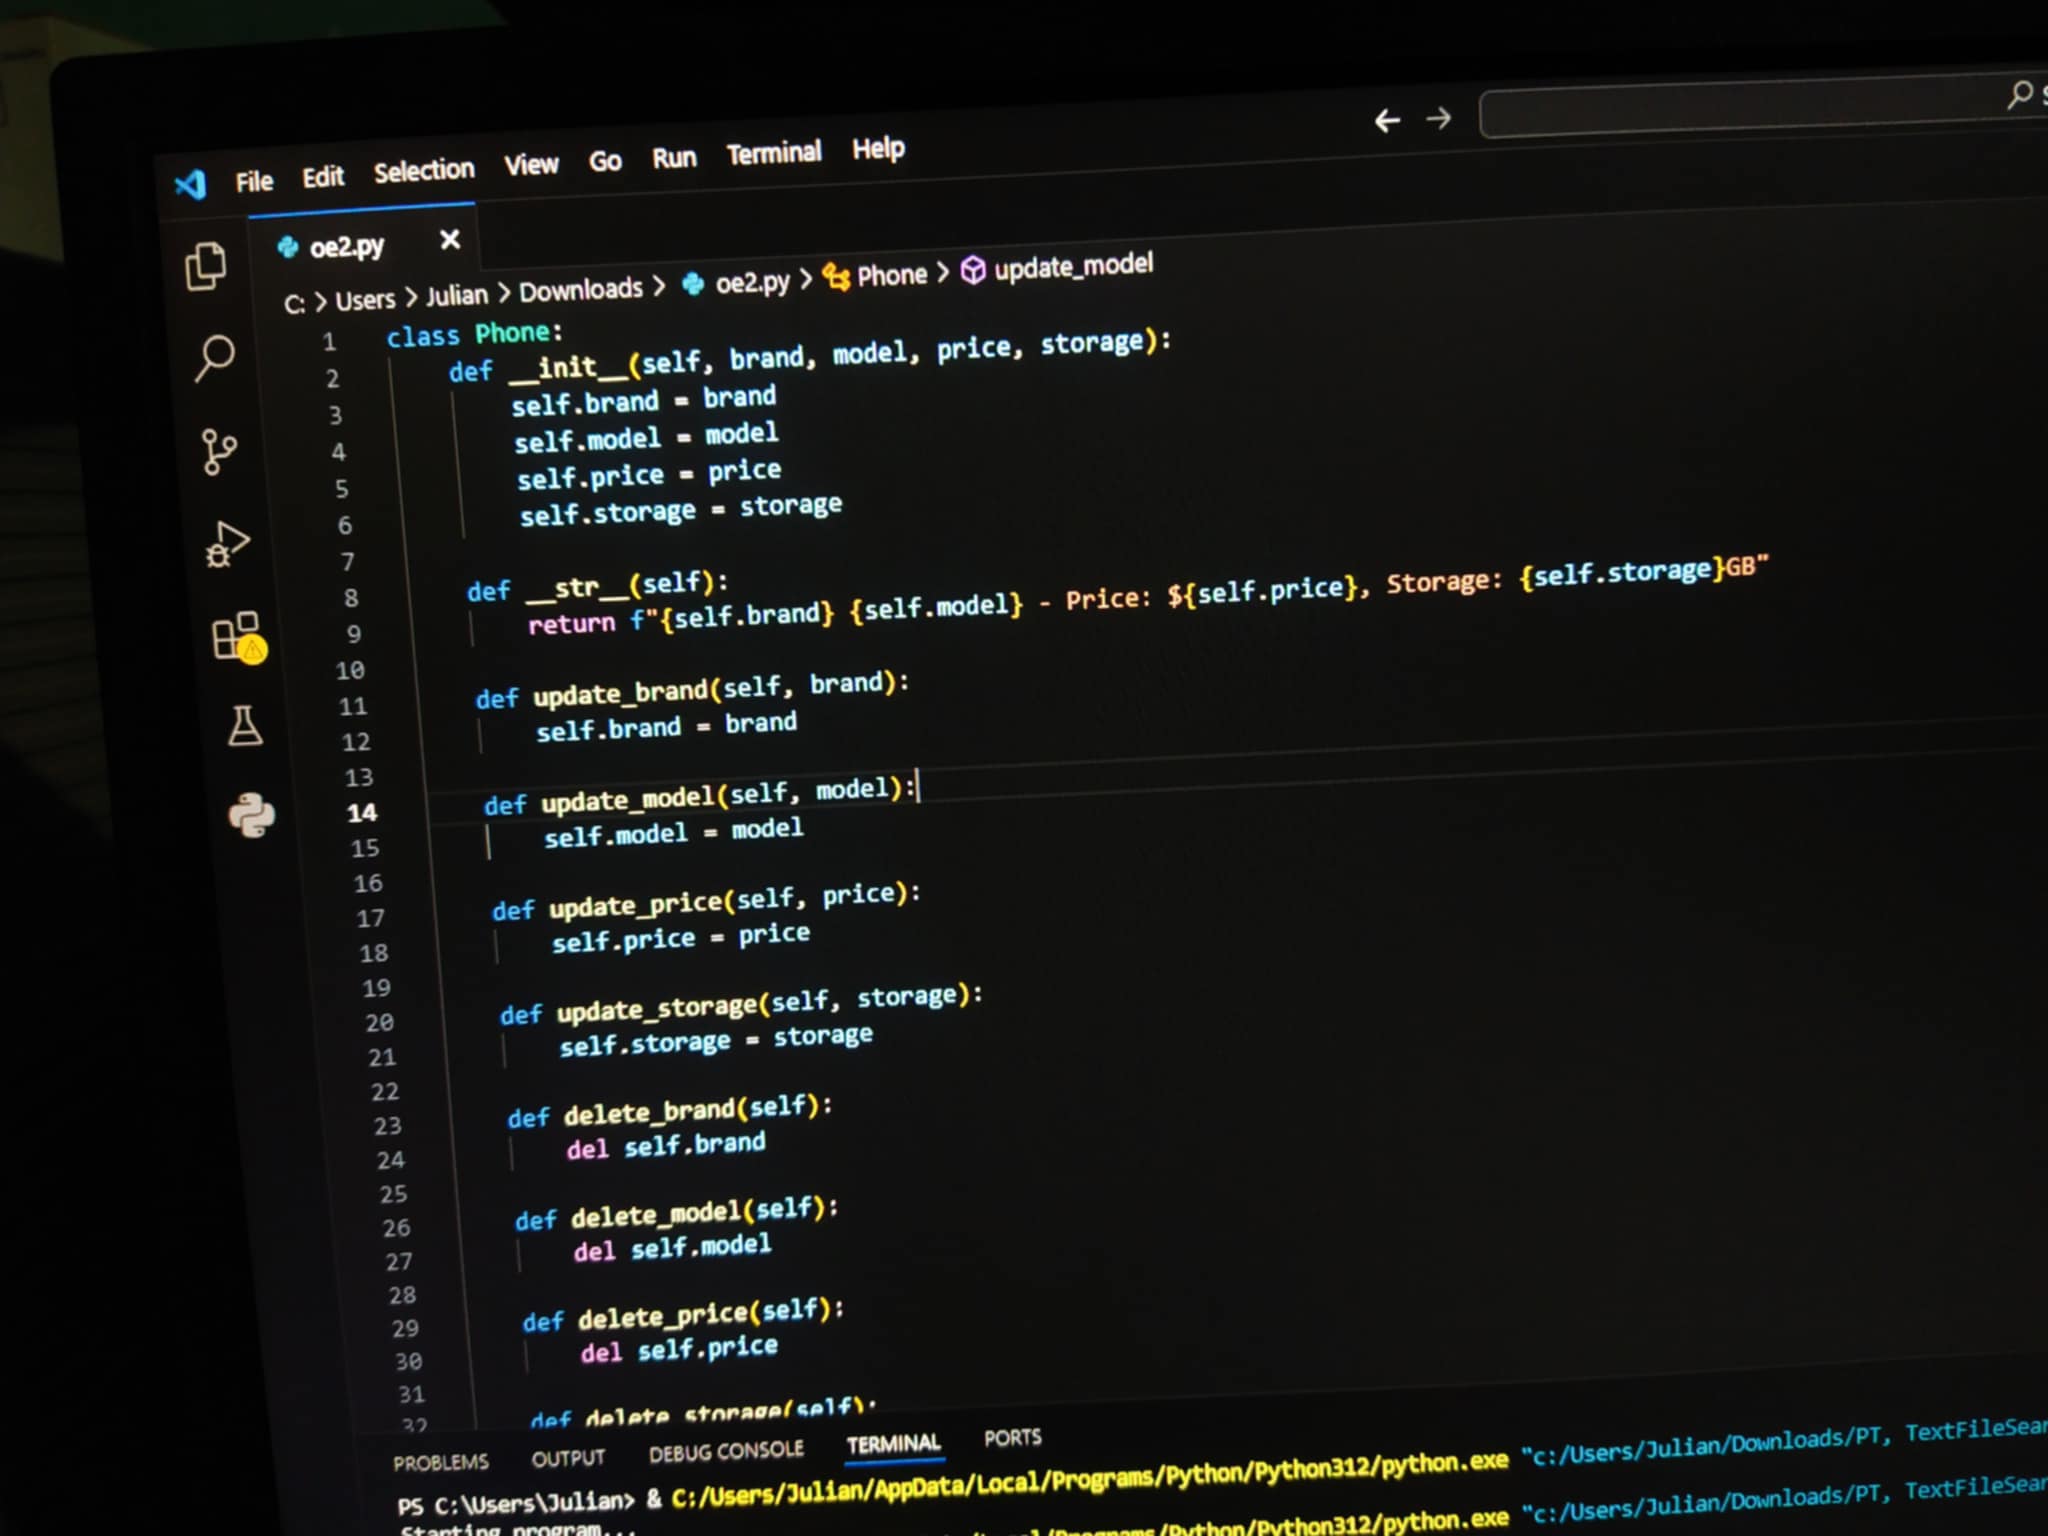 File Edit Selection View Go Run Terminal Help
oe2.py
C: > Users > Julian > Downloads > oe2.py > Phone > update_model
1 class Phone:
2 def __init__(self, brand, model, price, storage):
3 self.brand = brand
4 self.model = model
5 self.price = price
6 self.storage = storage
7
8 def __str__(self):
9 return f"{self.brand} {self.model} - Price: ${self.price}, Storage: {self.storage}GB"
10
11 def update_brand(self, brand):
12 self.brand = brand
13
14 def update_model(self, model):
15 self.model = model
16
17 def update_price(self, price):
18 self.price = price
19
20 def update_storage(self, storage):
21 self.storage = storage
22
23 def delete_brand(self):
24 del self.brand
25
26 def delete_model(self):
27 del self.model
28
29 def delete_price(self):
30 del self.price
31
32 def delete_storage(self):
PROBLEMS OUTPUT DEBUG CONSOLE TERMINAL PORTS
PS C:\Users\Julian> & C:/Users/Julian/AppData/Local/Programs/Python/Python312/python.exe "c:/Users/Julian/Downloads/PT, TextFileSear
Starting program...
/Local/Programs/Python/Python312/python.exe "c:/Users/Julian/Downloads/PT, TextFileSear